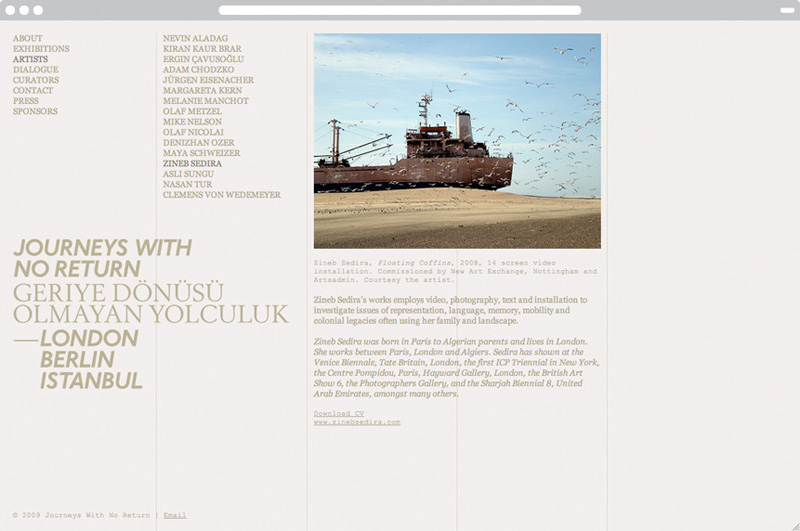 ABOUT
EXHIBITIONS
ARTISTS
DIALOGUE
CURATORS
CONTACT
PRESS
SPONSORS
NEVIN ALADAG
KIRAN KAUR BRAR
ERGIN ÇAVUSOĞLU
ADAM CHODZKO
JÜRGEN EISENACHER
MARGARETA KERN
MELANIE MANCHOT
OLAF METZEL
MIKE NELSON
OLAF NICOLAI
DENIZHAN OZER
MAYA SCHWEIZER
ZINEB SEDIRA
ASLI SUNGU
NASAN TUR
CLEMENS VON WEDEMEYER
JOURNEYS WITH
NO RETURN
GERIYE DÖNÜSÜ
OLMAYAN YOLCULUK
—LONDON
BERLIN
ISTANBUL
Zineb Sedira, Floating Coffins, 2008, 14 screen video
installation. Commissioned by New Art Exchange, Nottingham and
Artsadmin. Courtesy the artist.
Zineb Sedira's works employs video, photography, text and installation to
investigate issues of representation, language, memory, mobility and
colonial legacies often using her family and landscape.
Zineb Sedira was born in Paris to Algerian parents and lives in London.
She works between Paris, London and Algiers. Sedira has shown at the
Venice Biennale, Tate Britain, London, the first ICP Triennial in New York,
the Centre Pompidou, Paris, Hayward Gallery, London, the British Art
Show 6, the Photographers Gallery, and the Sharjah Biennial 8, United
Arab Emirates, amongst many others.
Download CV
www.zinebsedira.com
© 2009 Journeys With No Return | Email